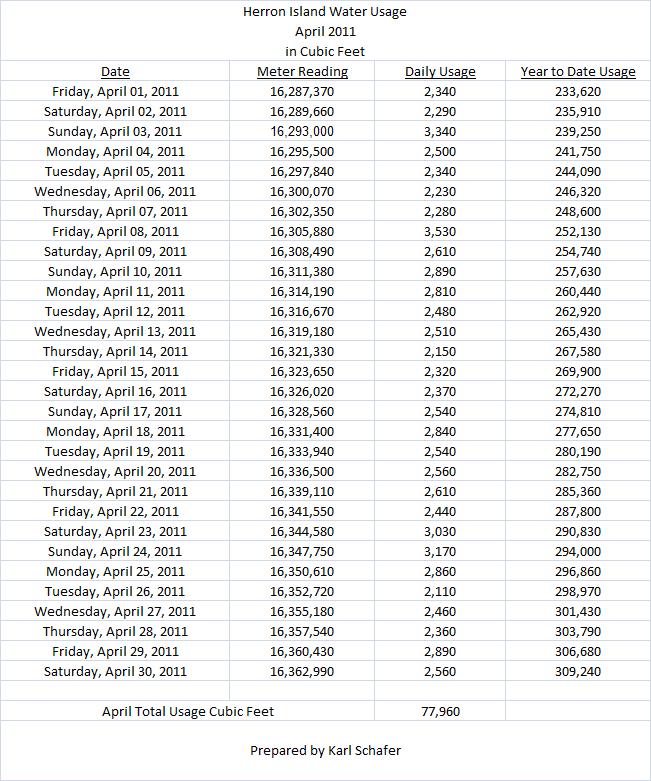 Herron Island Water Usage
April 2011
in Cubic Feet
Date Meter Reading Daily Usage Year to Date Usage
Friday, April 01, 2011 16,287,370 2,340 233,620
Saturday, April 02, 2011 16,289,660 2,290 235,910
Sunday, April 03, 2011 16,293,000 3,340 239,250
Monday, April 04, 2011 16,295,500 2,500 241,750
Tuesday, April 05, 2011 16,297,840 2,340 244,090
Wednesday, April 06, 2011 16,300,070 2,230 246,320
Thursday, April 07, 2011 16,302,350 2,280 248,600
Friday, April 08, 2011 16,305,880 3,530 252,130
Saturday, April 09, 2011 16,308,490 2,610 254,740
Sunday, April 10, 2011 16,311,380 2,890 257,630
Monday, April 11, 2011 16,314,190 2,810 260,440
Tuesday, April 12, 2011 16,316,670 2,480 262,920
Wednesday, April 13, 2011 16,319,180 2,510 265,430
Thursday, April 14, 2011 16,321,330 2,150 267,580
Friday, April 15, 2011 16,323,650 2,320 269,900
Saturday, April 16, 2011 16,326,020 2,370 272,270
Sunday, April 17, 2011 16,328,560 2,540 274,810
Monday, April 18, 2011 16,331,400 2,840 277,650
Tuesday, April 19, 2011 16,333,940 2,540 280,190
Wednesday, April 20, 2011 16,336,500 2,560 282,750
Thursday, April 21, 2011 16,339,110 2,610 285,360
Friday, April 22, 2011 16,341,550 2,440 287,800
Saturday, April 23, 2011 16,344,580 3,030 290,830
Sunday, April 24, 2011 16,347,750 3,170 294,000
Monday, April 25, 2011 16,350,610 2,860 296,860
Tuesday, April 26, 2011 16,352,720 2,110 298,970
Wednesday, April 27, 2011 16,355,180 2,460 301,430
Thursday, April 28, 2011 16,357,540 2,360 303,790
Friday, April 29, 2011 16,360,430 2,890 306,680
Saturday, April 30, 2011 16,362,990 2,560 309,240
April Total Usage Cubic Feet 77,960
Prepared by Karl Schafer